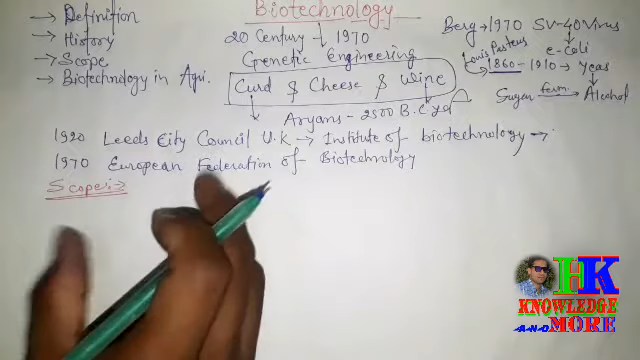 Biotechnology
→ Definition
→ History
→ Scope
→ Biotechnology in Agri.
20 Century → 1970
Genetic Engineering
Curd & Cheese & Wine
Aryans - 2500 B.C
Berg → 1970 SV-40 Virus
e-Coli
Louis Pasteus
1860 - 1910 → Yeas
Sugar ferm. → Alcohol
1920 Leeds City Council U.K → Institute of biotechnology →
1970 European Federation of Biotechnology
Scope:→
HK
KNOWLEDGE
AND MORE